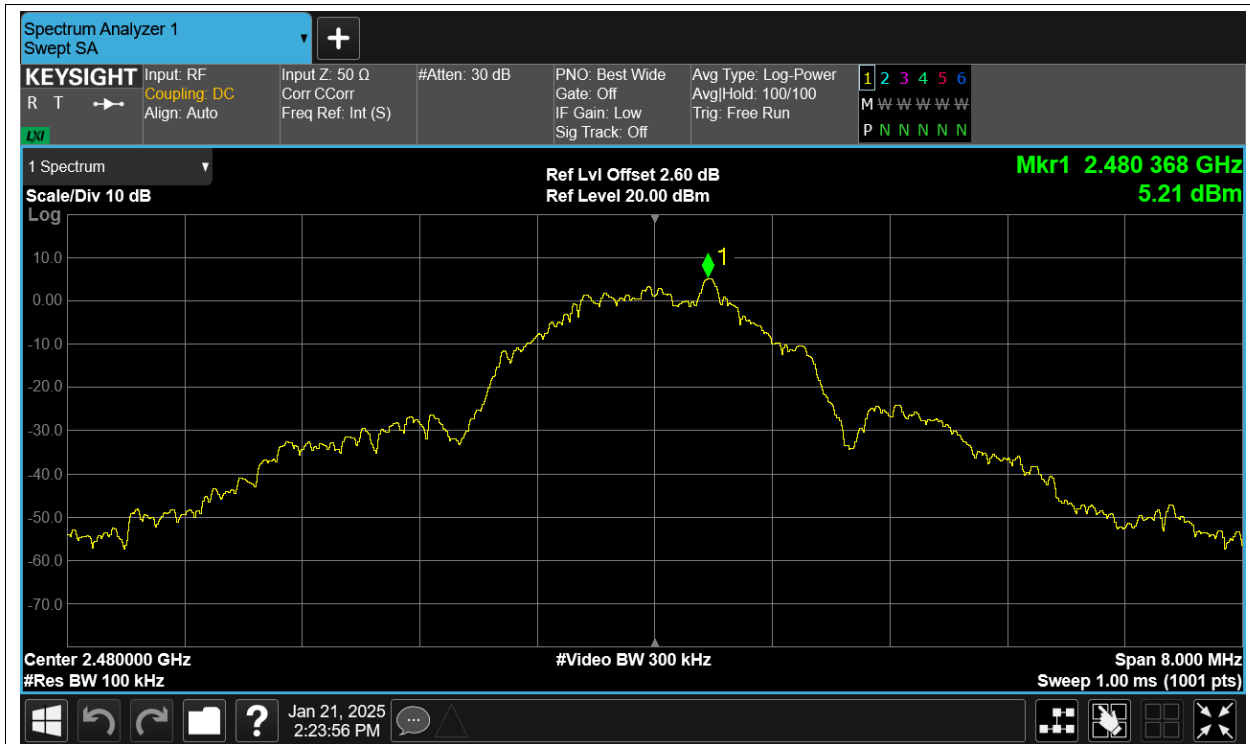 Spectrum Analyzer 1
Swept SA
KEYSIGHT
R T
LXI
Input: RF
Coupling: DC
Align: Auto
Input Z: 50 Ω
Corr CCorr
Freq Ref: Int (S)
#Atten: 30 dB
PNO: Best Wide
Gate: Off
IF Gain: Low
Sig Track: Off
Avg Type: Log-Power
Avg|Hold: 100/100
Trig: Free Run
1 2 3 4 5 6
M W W W W W
P N N N N N
1 Spectrum
Scale/Div 10 dB
Ref Lvl Offset 2.60 dB
Ref Level 20.00 dBm
Mkr1 2.480 368 GHz
5.21 dBm
Log
1
10.0
0.00
-10.0
-20.0
-30.0
-40.0
-50.0
-60.0
-70.0
Center 2.480000 GHz
#Res BW 100 kHz
#Video BW 300 kHz
Span 8.000 MHz
Sweep 1.00 ms (1001 pts)
?
Jan 21, 2025
2:23:56 PM